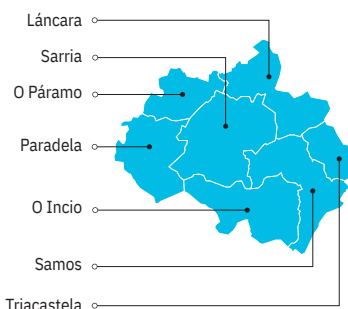 Láncara
Sarria
O Páramo
Paradela
O Incio
Samos
Triacastela